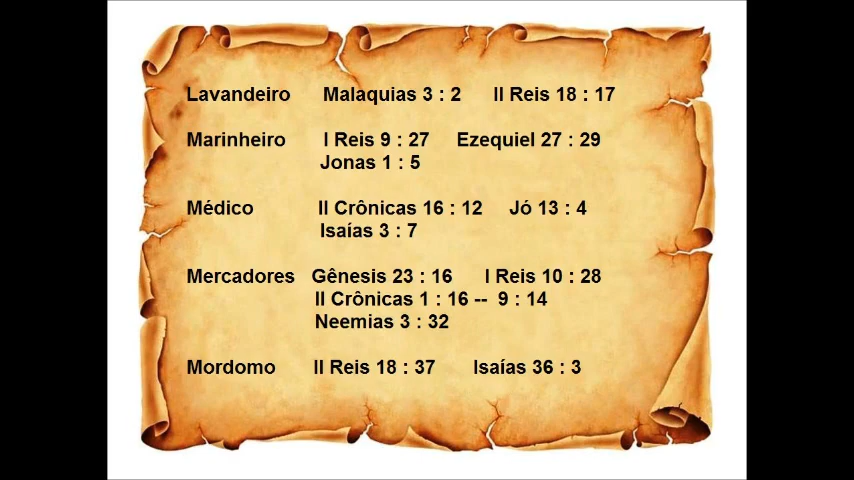 Lavandeiro Malaquias 3 : 2 II Reis 18 : 17
Marinheiro I Reis 9 : 27 Ezequiel 27 : 29
Jonas 1 : 5
Médico II Crônicas 16 : 12 Jó 13 : 4
Isaías 3 : 7
Mercadores Gênesis 23 : 16 I Reis 10 : 28
II Crônicas 1 : 16 -- 9 : 14
Neemias 3 : 32
Mordomo II Reis 18 : 37 Isaías 36 : 3